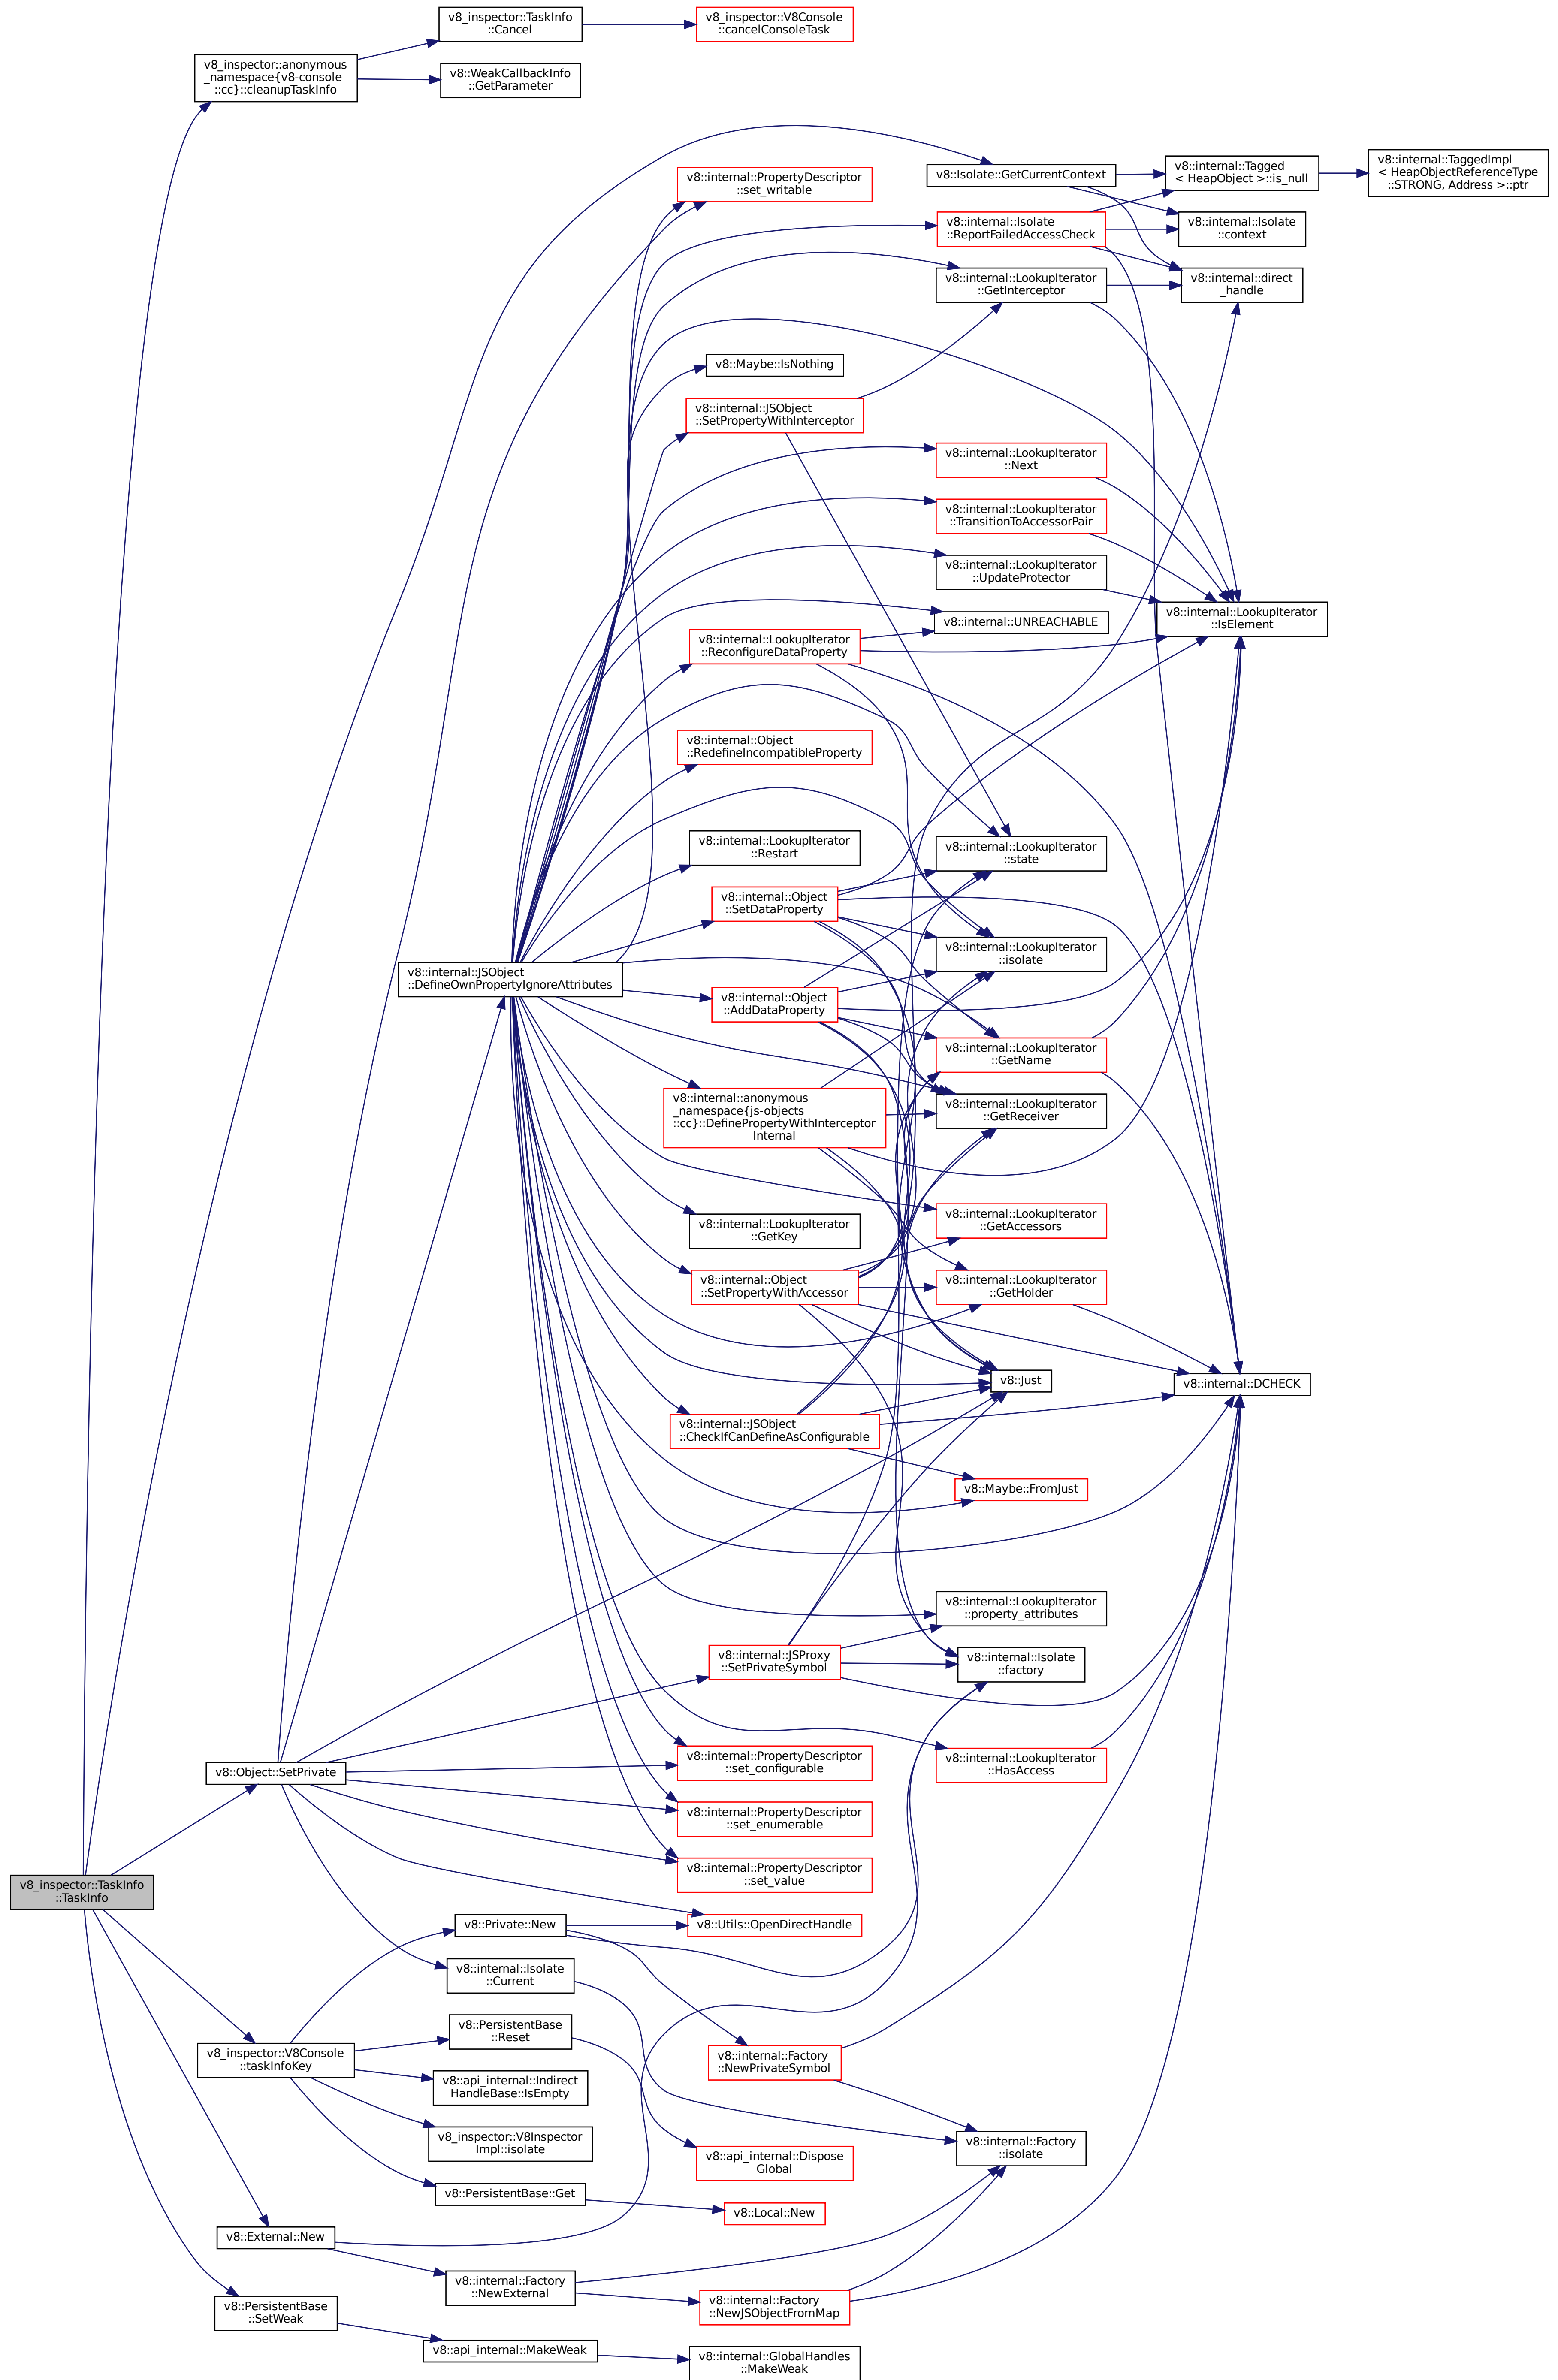 v8_inspector::TaskInfo
::TaskInfo
v8_inspector::anonymous
_namespace{v8-console
::cc}::cleanupTaskInfo
v8::Object::SetPrivate
v8_inspector::V8Console
::taskInfoKey
v8::External::New
v8::PersistentBase
::SetWeak
v8_inspector::TaskInfo
::Cancel
v8::WeakCallbackInfo
::GetParameter
v8::internal::JSObject
::DefineOwnPropertyIgnoreAttributes
v8::Private::New
v8::internal::Isolate
::Current
v8::PersistentBase
::Reset
v8::api_internal::Indirect
HandleBase::IsEmpty
v8_inspector::V8Inspector
Impl::isolate
v8::PersistentBase::Get
v8::internal::Factory
::NewExternal
v8::api_internal::MakeWeak
v8_inspector::V8Console
::cancelConsoleTask
v8::internal::PropertyDescriptor
::set_writable
v8::Maybe::IsNothing
v8::internal::JSObject
::SetPropertyWithInterceptor
v8::internal::LookupIterator
::ReconfigureDataProperty
v8::internal::Object
::RedefineIncompatibleProperty
v8::internal::LookupIterator
::Restart
v8::internal::Object
::SetDataProperty
v8::internal::Object
::AddDataProperty
v8::internal::anonymous
_namespace{js-objects
::cc}::DefinePropertyWithInterceptor
Internal
v8::internal::LookupIterator
::GetKey
v8::internal::Object
::SetPropertyWithAccessor
v8::internal::JSObject
::CheckIfCanDefineAsConfigurable
v8::internal::JSProxy
::SetPrivateSymbol
v8::internal::PropertyDescriptor
::set_configurable
v8::internal::PropertyDescriptor
::set_enumerable
v8::internal::PropertyDescriptor
::set_value
v8::Utils::OpenDirectHandle
v8::internal::Factory
::NewPrivateSymbol
v8::api_internal::Dispose
Global
v8::Local::New
v8::internal::Factory
::NewJSObjectFromMap
v8::internal::GlobalHandles
::MakeWeak
v8::Isolate::GetCurrentContext
v8::internal::Isolate
::ReportFailedAccessCheck
v8::internal::LookupIterator
::GetInterceptor
v8::internal::LookupIterator
::Next
v8::internal::LookupIterator
::TransitionToAccessorPair
v8::internal::LookupIterator
::UpdateProtector
v8::internal::UNREACHABLE
v8::internal::LookupIterator
::state
v8::internal::LookupIterator
::isolate
v8::internal::LookupIterator
::GetName
v8::internal::LookupIterator
::GetReceiver
v8::internal::LookupIterator
::GetAccessors
v8::internal::LookupIterator
::GetHolder
v8::Just
v8::Maybe::FromJust
v8::internal::LookupIterator
::property_attributes
v8::internal::Isolate
::factory
v8::internal::LookupIterator
::HasAccess
v8::internal::Factory
::isolate
v8::internal::Tagged
< HeapObject >::is_null
v8::internal::Isolate
::context
v8::internal::direct
_handle
v8::internal::LookupIterator
::IsElement
v8::internal::DCHECK
v8::internal::TaggedImpl
< HeapObjectReferenceType
::STRONG, Address >::ptr